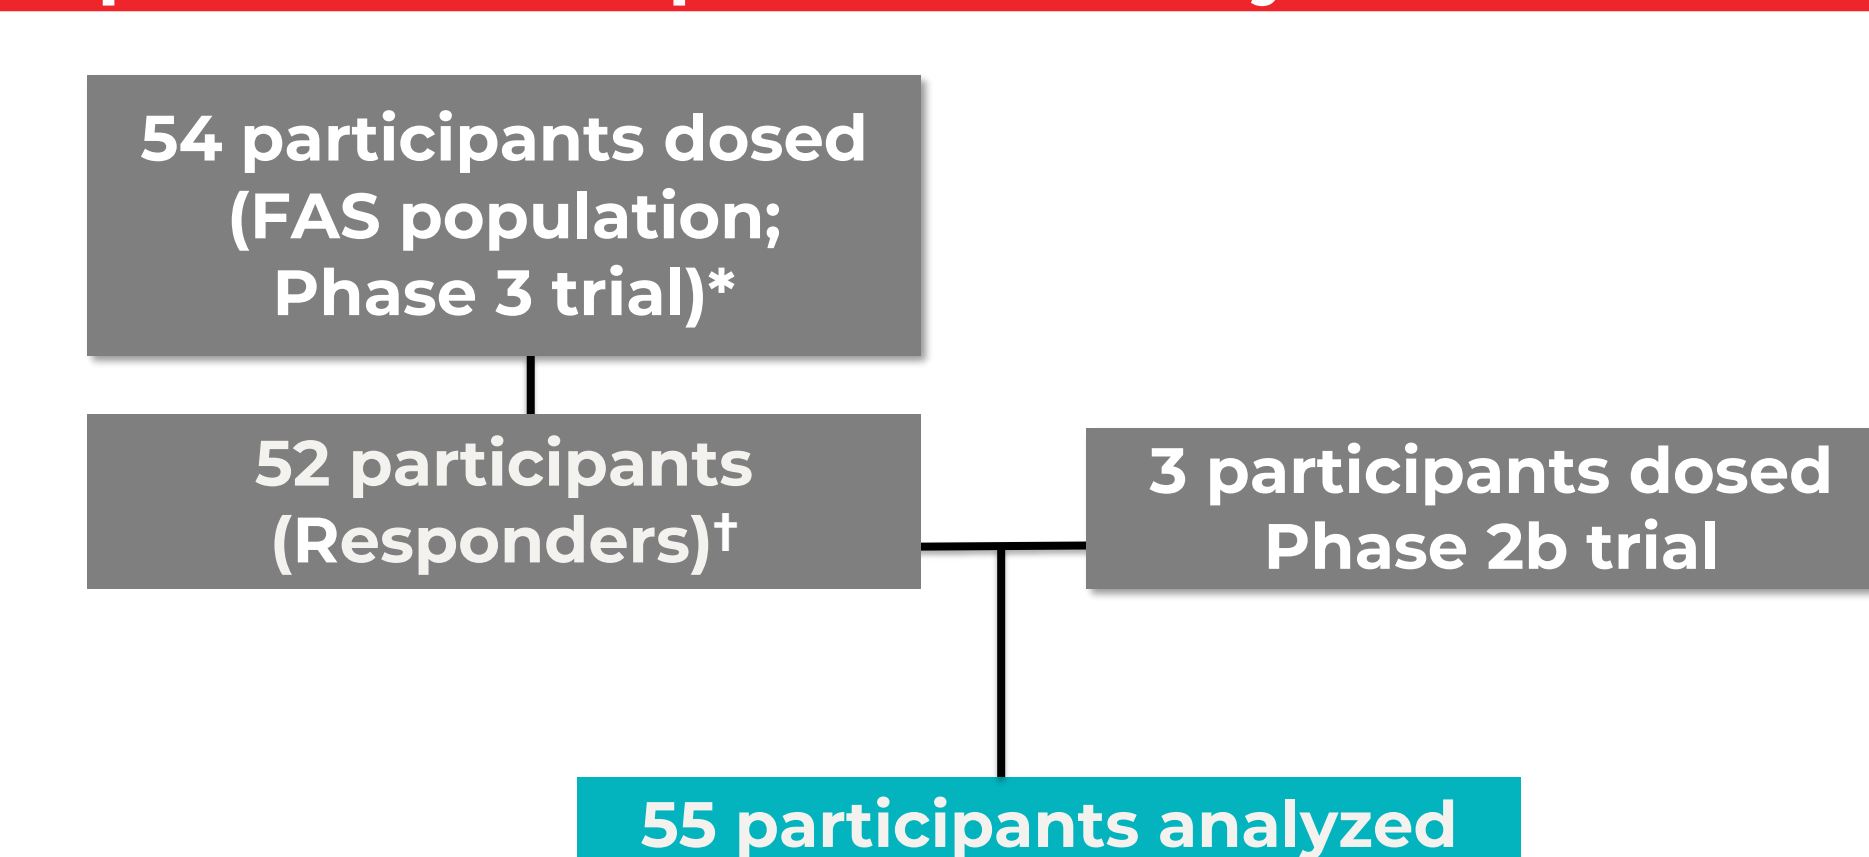 54 participants dosed
(FAS population;
Phase 3 trial)*
52 participants
(Responders)†
3 participants dosed
Phase 2b trial
55 participants analyzed